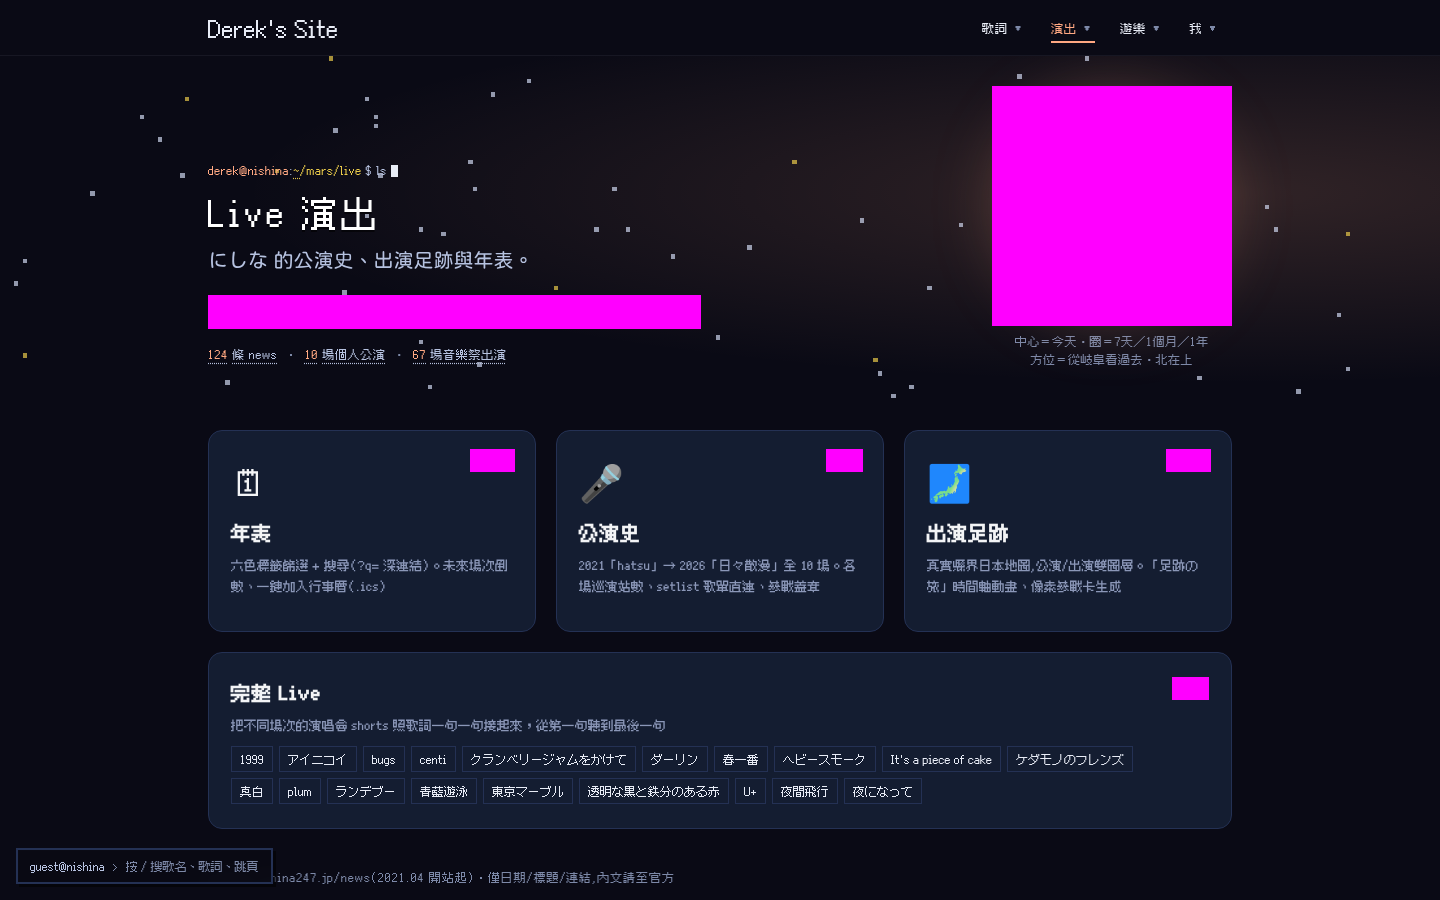 Derek's Site
歌詞 ▼ 演出 ▼ 遊樂 ▼ 我 ▼
derek@nishina:~/mars/live $ ls
Live 演出
にしな 的公演史、出演足跡與年表。
124 條 news · 10 場個人公演 · 67 場音樂祭出演
中心＝今天・圈＝7天／1個月／1年
方位＝從岐阜看過去・北在上
年表
六色標籤篩選 + 搜尋(?q= 深連結)。未來場次倒
數、一鍵加入行事曆(.ics)
公演史
2021「hatsu」→ 2026「日々散漫」全 10 場。各
場巡演站數、setlist 歌單直連、參戰蓋章
出演足跡
真實縣界日本地圖,公演/出演雙圖層。「足跡の
旅」時間軸動畫、像素參戰卡生成
完整 Live
把不同場次的演唱會 shorts 照歌詞一句一句接起來，從第一句聽到最後一句
1999 アイニコイ bugs centi クランベリージャムをかけて ダーリン 春一番 ヘビースモーク It's a piece of cake ケダモノのフレンズ
真白 plum ランデブー 青藍遊泳 東京マーブル 透明な黒と鉄分のある赤 U+ 夜間飛行 夜になって
guest@nishina > 按 / 搜歌名、歌詞、跳頁
ina247.jp/news(2021.04 開站起)・僅日期/標題/連結,內文請至官方